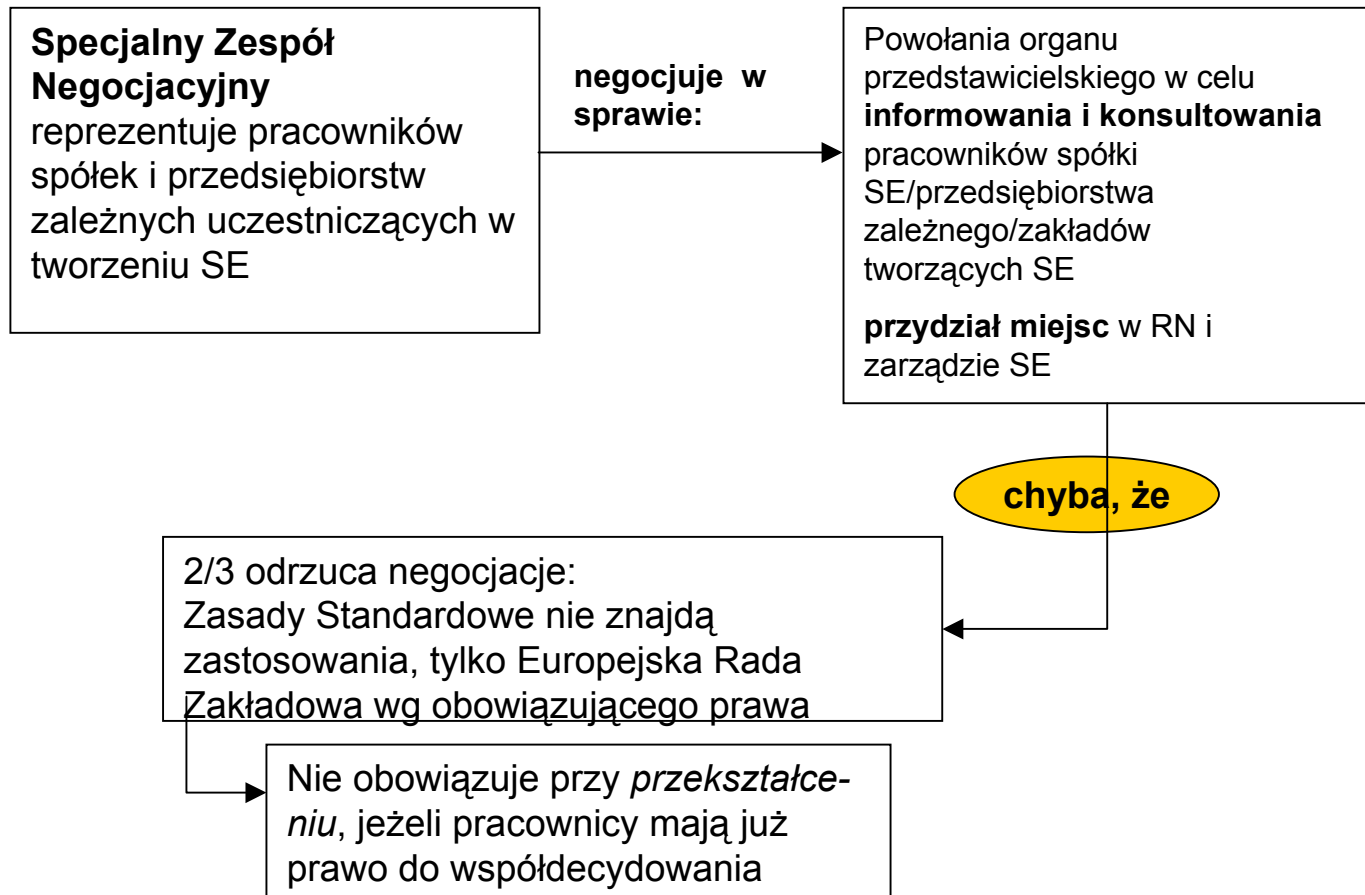 Specjalny Zespół
Negocjacyjny
reprezentuje pracowników
spółek i przedsiębiorstw
zależnych uczestniczących w
tworzeniu SE
negocjuje w
sprawie:
Powołania organu
przedstawicielskiego w celu
informowania i konsultowania
pracowników spółki
SE/przedsiębiorstwa
zależnego/zakładów
tworzących SE
przydział miejsc w RN i
zarządzie SE
chyba, że
2/3 odrzuca negocjacje:
Zasady Standardowe nie znajdą
zastosowania, tylko Europejska Rada
Zakładowa wg obowiązującego prawa
Nie obowiązuje przy przekształce-
niu, jeżeli pracownicy mają już
prawo do współdecydowania